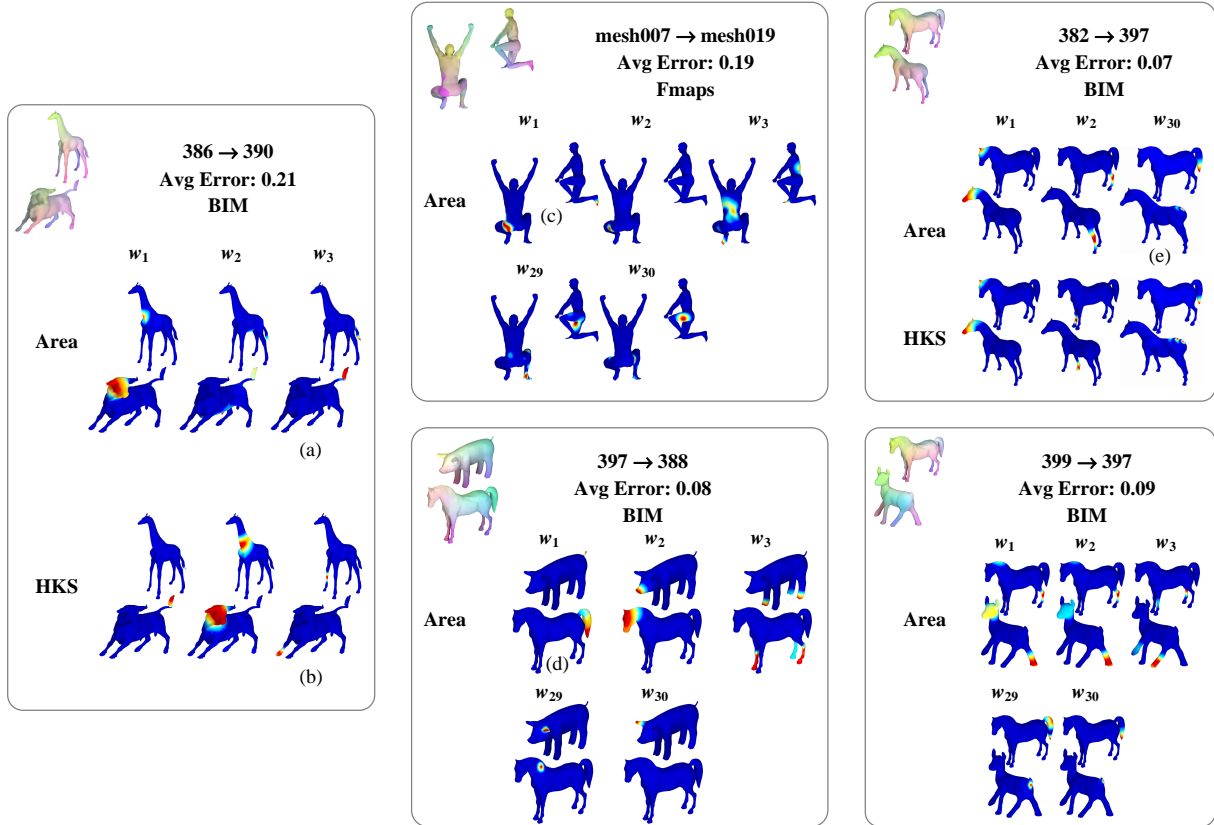 386 → 390
Avg Error: 0.21
BIM
w1 w2 w3
Area
(a)
HKS
(b)
mesh007 → mesh019
Avg Error: 0.19
Fmaps
w1 w2 w3
Area
(c)
w29 w30
382 → 397
Avg Error: 0.07
BIM
w1 w2 w30
Area
(e)
HKS
397 → 388
Avg Error: 0.08
BIM
w1 w2 w3
Area
(d)
w29 w30
399 → 397
Avg Error: 0.09
BIM
w1 w2 w3
Area
w29 w30